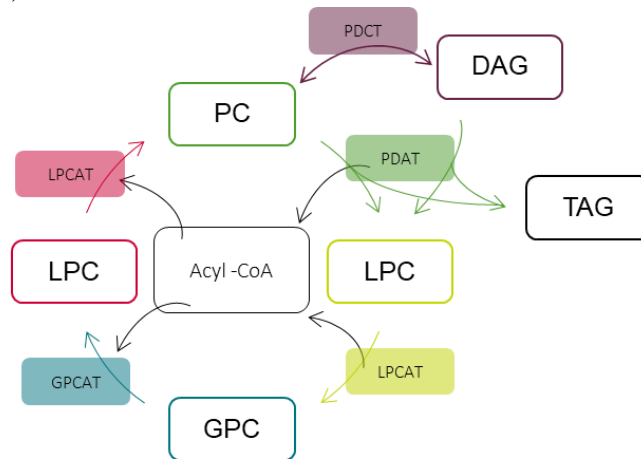 PDCT
DAG
PC
PDAT
LPCAT
TAG
LPC
Acyl -CoA
LPC
GPCAT
LPCAT
GPC